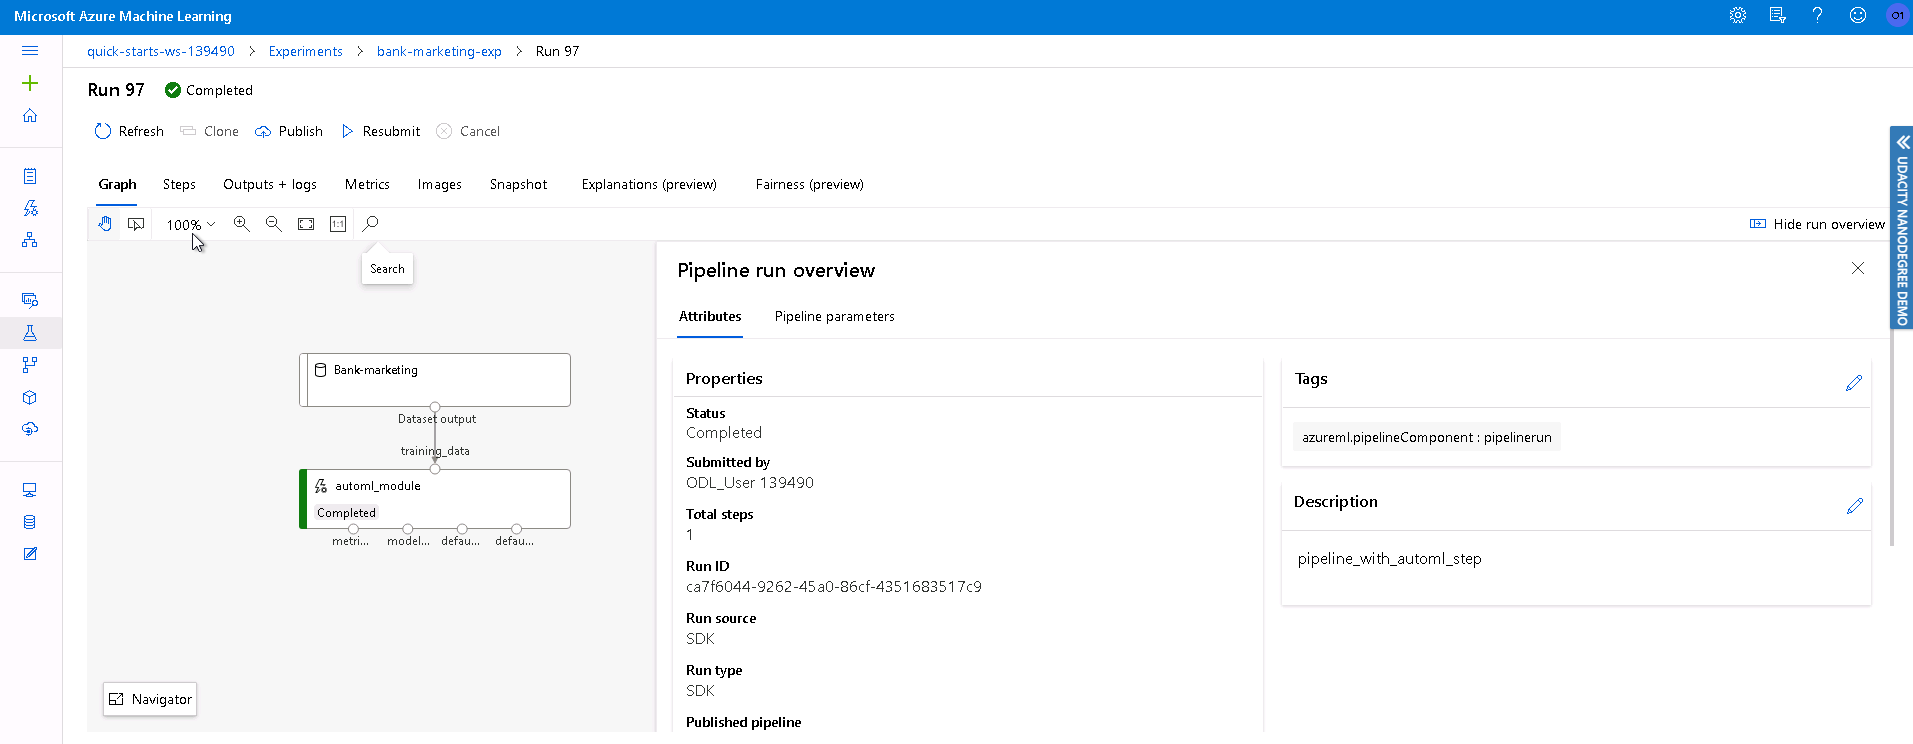 Microsoft Azure Machine Learning
O1
quick-starts-ws-139490 > Experiments > bank-marketing-exp > Run 97
Run 97 Completed
Refresh Clone Publish Resubmit Cancel
Graph Steps Outputs + logs Metrics Images Snapshot Explanations (preview) Fairness (preview)
100% 1:1 Hide run overview
Search
UDACITY NANODEGREE DEMO
Bank-marketing
Dataset output
training_data
automl_module
Completed
metri... model... defau... defau...
Navigator
Pipeline run overview
Attributes Pipeline parameters
Properties
Status
Completed
Submitted by
ODL_User 139490
Total steps
1
Run ID
ca7f6044-9262-45a0-86cf-4351683517c9
Run source
SDK
Run type
SDK
Published pipeline
Tags
azureml.pipelineComponent : pipelinerun
Description
pipeline_with_automl_step